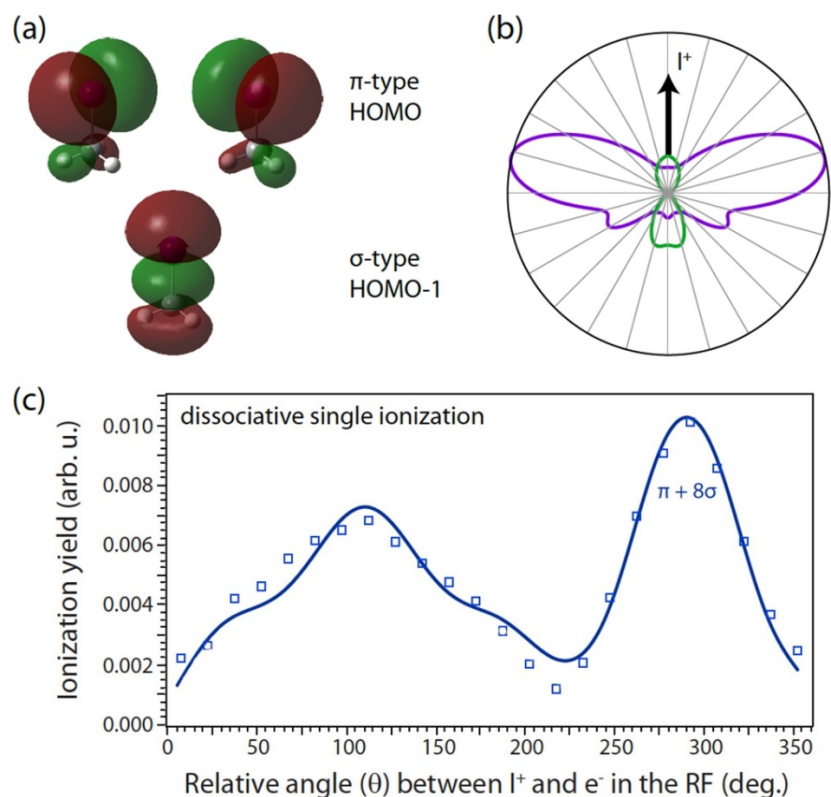 (a)
π-type
HOMO
σ-type
HOMO-1
(b)
I⁺
(c)
dissociative single ionization
π + 8σ
Ionization yield (arb. u.)
0.010
0.008
0.006
0.004
0.002
0.000
0 50 100 150 200 250 300 350
Relative angle (θ) between I⁺ and e⁻ in the RF (deg.)